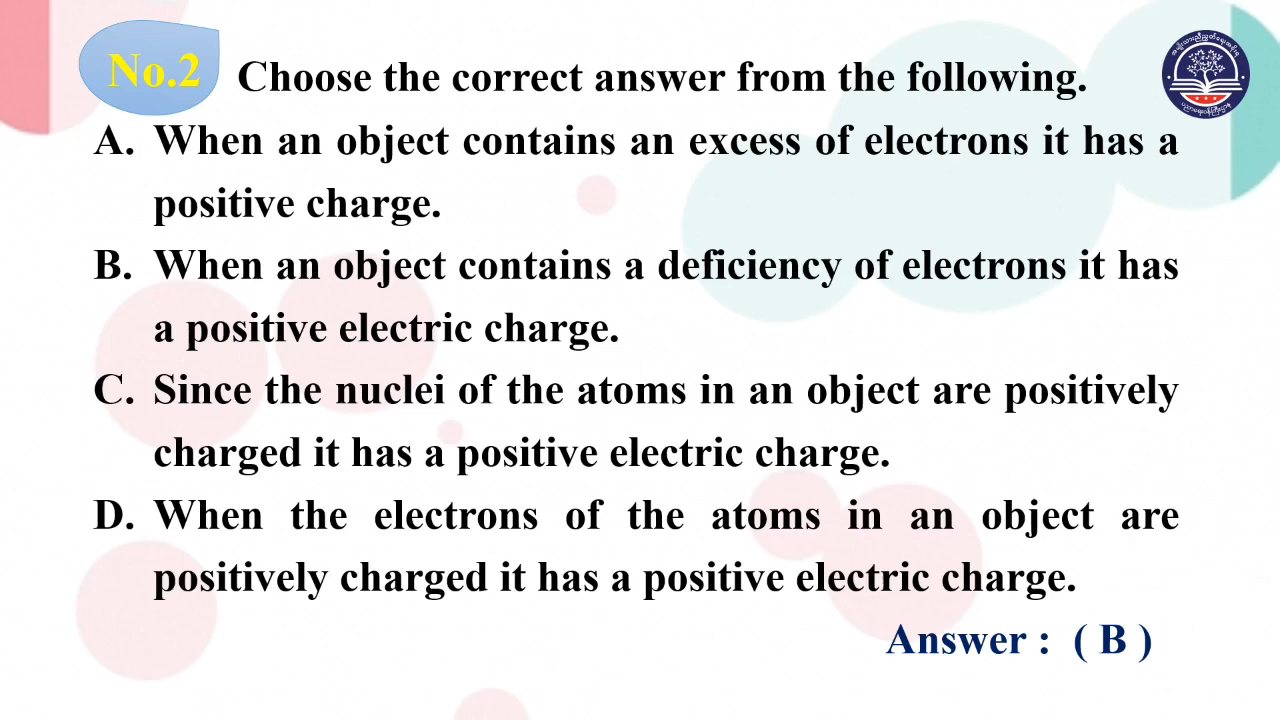 No.2 Choose the correct answer from the following.
A. When an object contains an excess of electrons it has a
positive charge.
B. When an object contains a deficiency of electrons it has
a positive electric charge.
C. Since the nuclei of the atoms in an object are positively
charged it has a positive electric charge.
D. When the electrons of the atoms in an object are
positively charged it has a positive electric charge.
Answer : ( B )